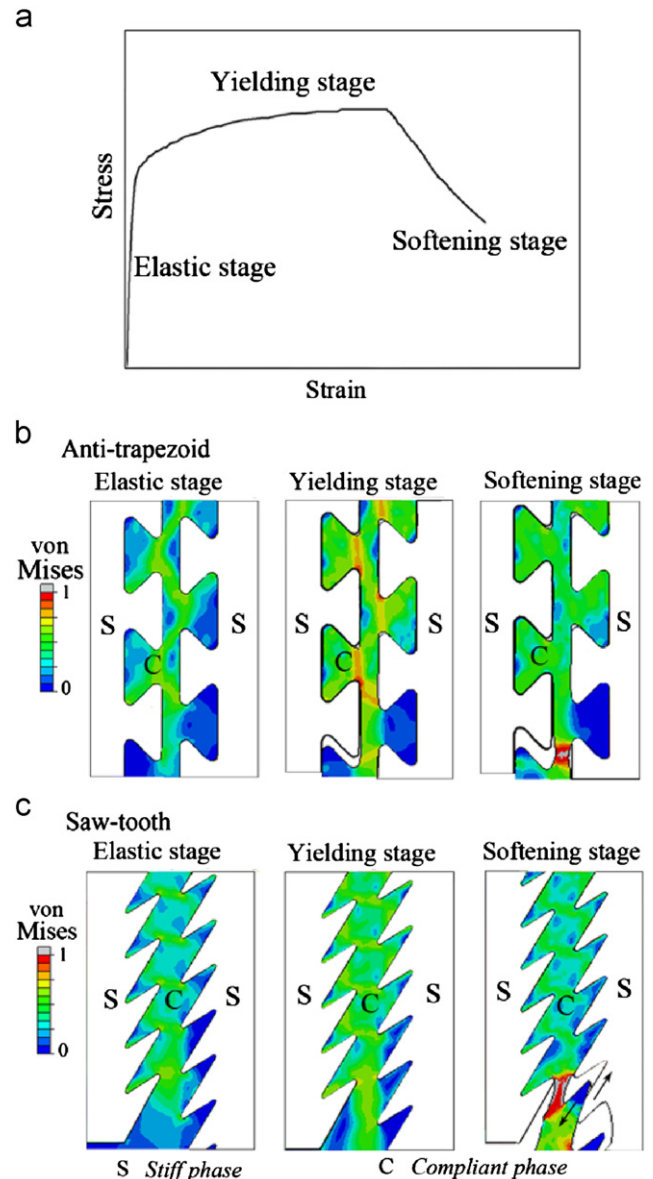 a
Yielding stage
Stress
Softening stage
Elastic stage
Strain
b
Anti-trapezoid
Elastic stage
Yielding stage
Softening stage
von
Mises
1
0
S
C
S
S
C
S
S
C
S
c
Saw-tooth
Elastic stage
Yielding stage
Softening stage
von
Mises
1
0
S
C
S
S
C
S
S
C
S
S Stiff phase
C Compliant phase